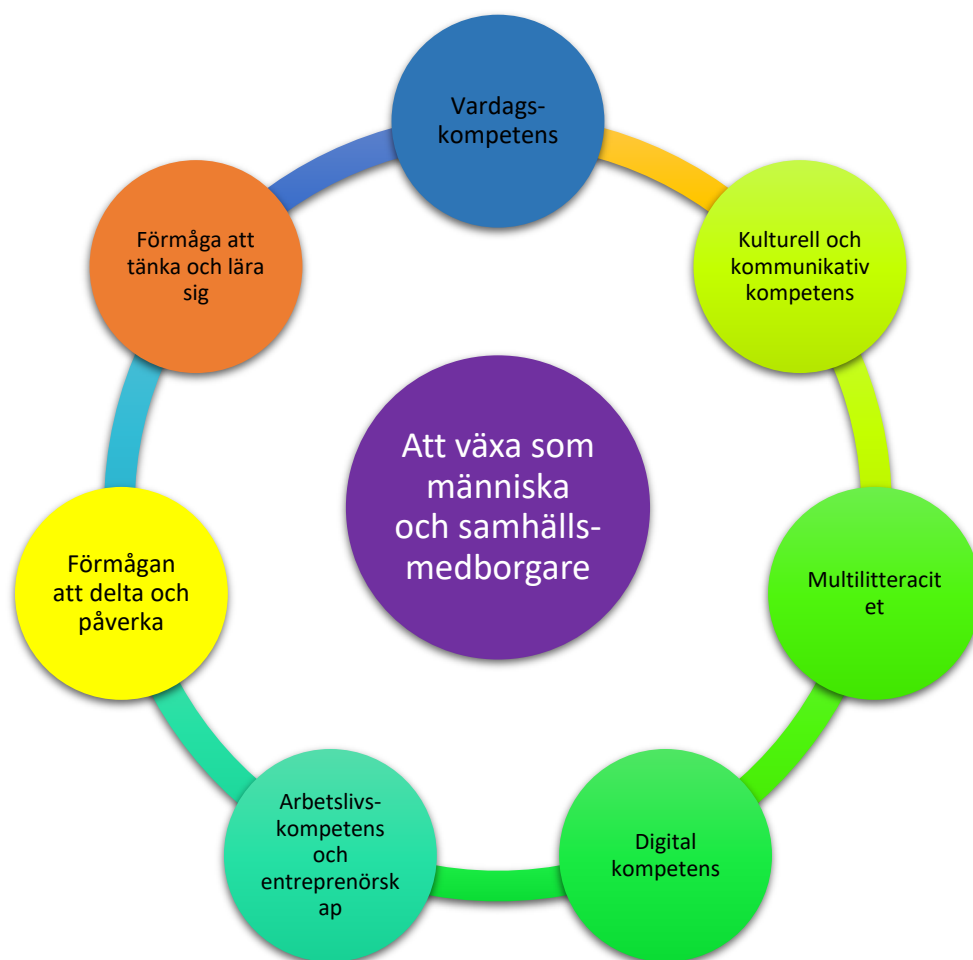 Vardags-
kompetens
Kulturell och
kommunikativ
kompetens
Multilitteracit
et
Digital
kompetens
Arbetslivs-
kompetens
och
entreprenörsk
ap
Förmågan
att delta och
påverka
Förmåga att
tänka och lära
sig
Att växa som
människa
och samhälls-
medborgare